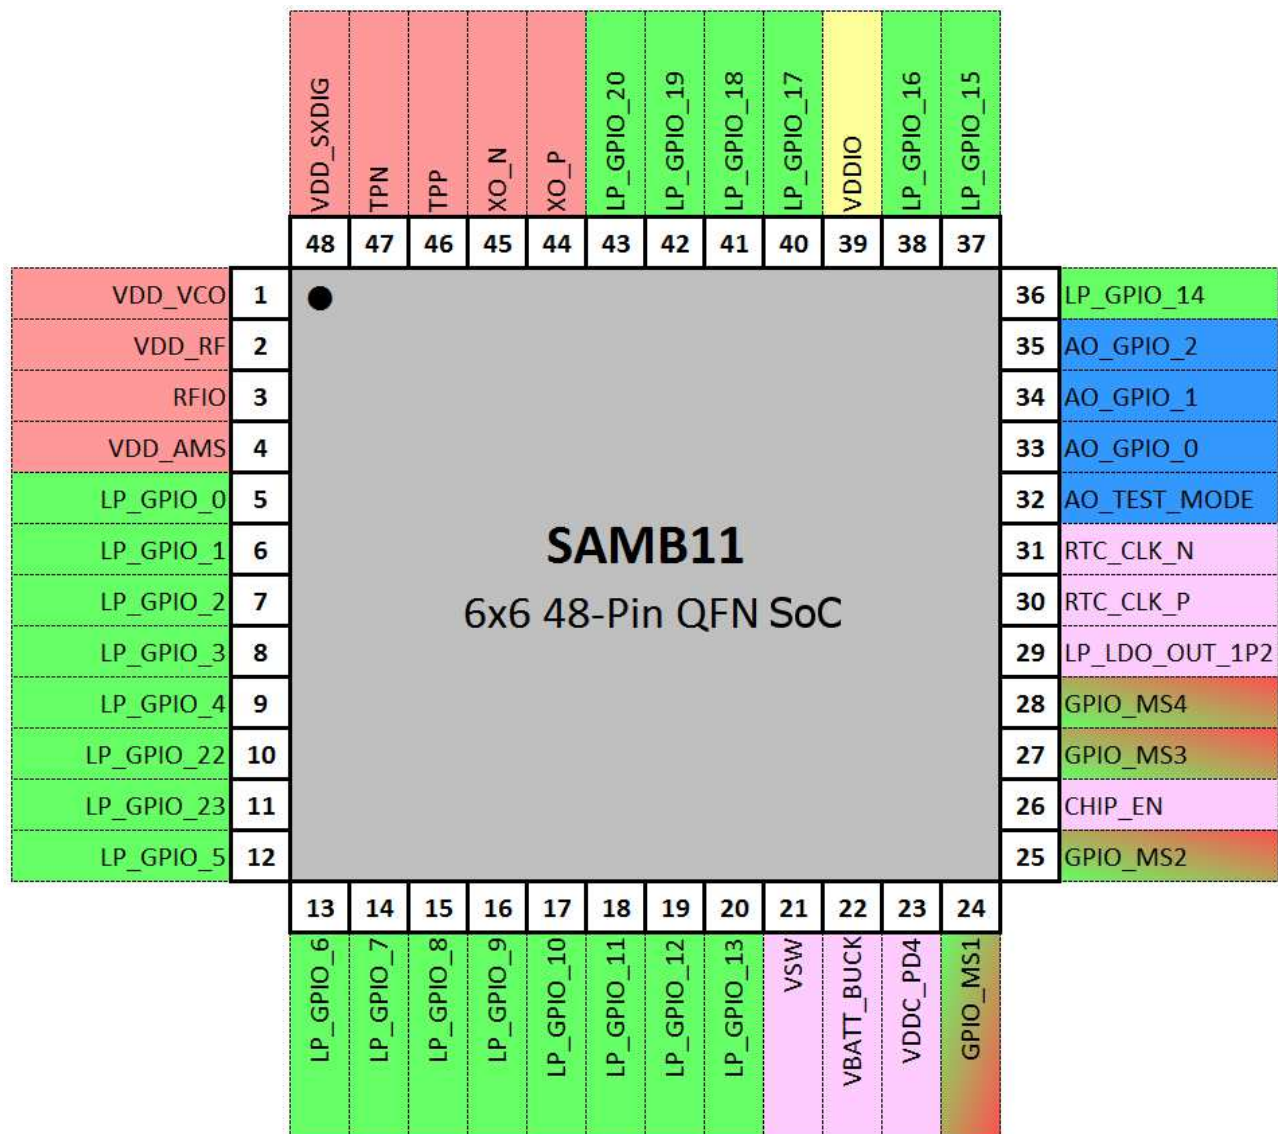 VDD_SXDIG
TPN
TPP
XO_N
XO_P
LP_GPIO_20
LP_GPIO_19
LP_GPIO_18
LP_GPIO_17
VDDIO
LP_GPIO_16
LP_GPIO_15
48 47 46 45 44 43 42 41 40 39 38 37
VDD_VCO 1
VDD_RF 2
RFIO 3
VDD_AMS 4
LP_GPIO_0 5
LP_GPIO_1 6
LP_GPIO_2 7
LP_GPIO_3 8
LP_GPIO_4 9
LP_GPIO_22 10
LP_GPIO_23 11
LP_GPIO_5 12
SAMB11
6x6 48-Pin QFN SoC
36 LP_GPIO_14
35 AO_GPIO_2
34 AO_GPIO_1
33 AO_GPIO_0
32 AO_TEST_MODE
31 RTC_CLK_N
30 RTC_CLK_P
29 LP_LDO_OUT_1P2
28 GPIO_MS4
27 GPIO_MS3
26 CHIP_EN
25 GPIO_MS2
13 14 15 16 17 18 19 20 21 22 23 24
LP_GPIO_6
LP_GPIO_7
LP_GPIO_8
LP_GPIO_9
LP_GPIO_10
LP_GPIO_11
LP_GPIO_12
LP_GPIO_13
VSW
VBATT_BUCK
VDDC_PD4
GPIO_MS1